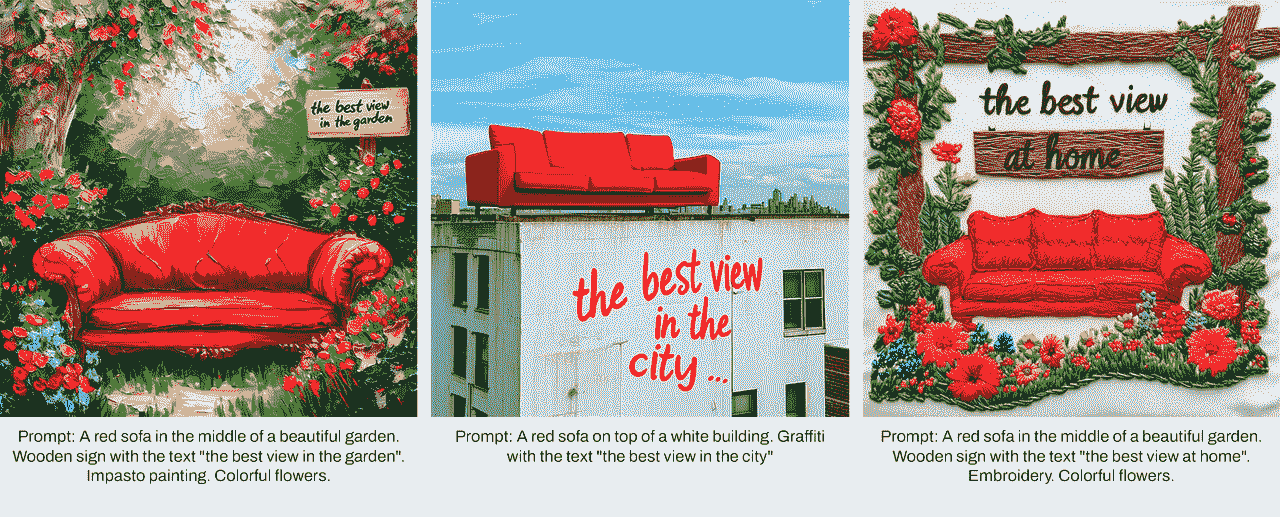 the best view
in the garden
the best view
in the
city ...
the best view
at home
Prompt: A red sofa in the middle of a beautiful garden.
Wooden sign with the text "the best view in the garden".
Impasto painting. Colorful flowers.
Prompt: A red sofa on top of a white building. Graffiti
with the text "the best view in the city"
Prompt: A red sofa in the middle of a beautiful garden.
Wooden sign with the text "the best view at home".
Embroidery. Colorful flowers.